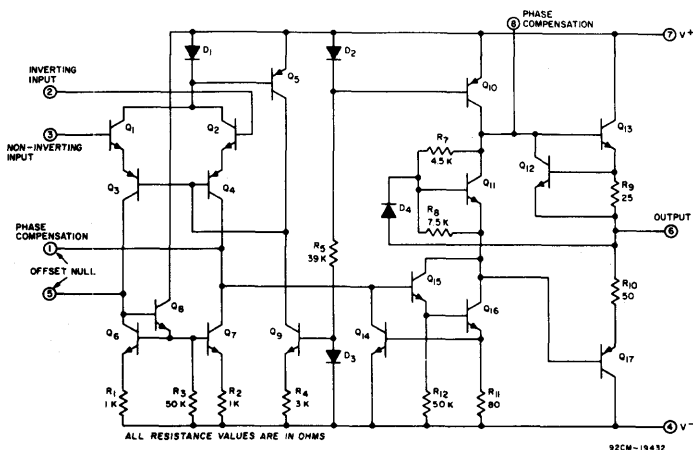 PHASE
COMPENSATION
8
7 V+
D1
D2
Q5
Q10
INVERTING
INPUT
2
Q1
Q2
Q13
3
NON-INVERTING
INPUT
R7
4.5 K
Q12
Q3
Q4
Q11
R9
25
D4
R8
7.5 K
OUTPUT
6
PHASE
COMPENSATION
1
R5
39 K
OFFSET NULL
5
Q15
R10
50
Q8
Q16
Q6
Q7
Q9
Q14
Q17
D3
R1
1 K
R3
50 K
R2
1 K
R4
3 K
R12
50 K
R11
80
4 V-
ALL RESISTANCE VALUES ARE IN OHMS
92CM-19432